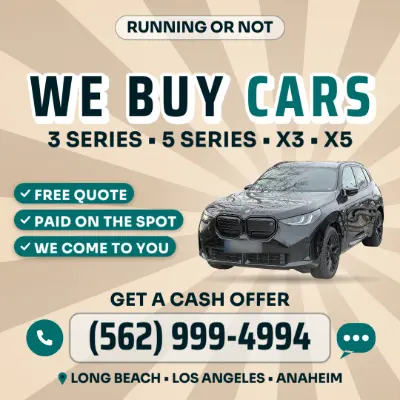 RUNNING OR NOT
WE BUY CARS
3 SERIES ▪ 5 SERIES ▪ X3 ▪ X5
FREE QUOTE
PAID ON THE SPOT
WE COME TO YOU
GET A CASH OFFER
(562) 999-4994
LONG BEACH ▪ LOS ANGELES ▪ ANAHEIM